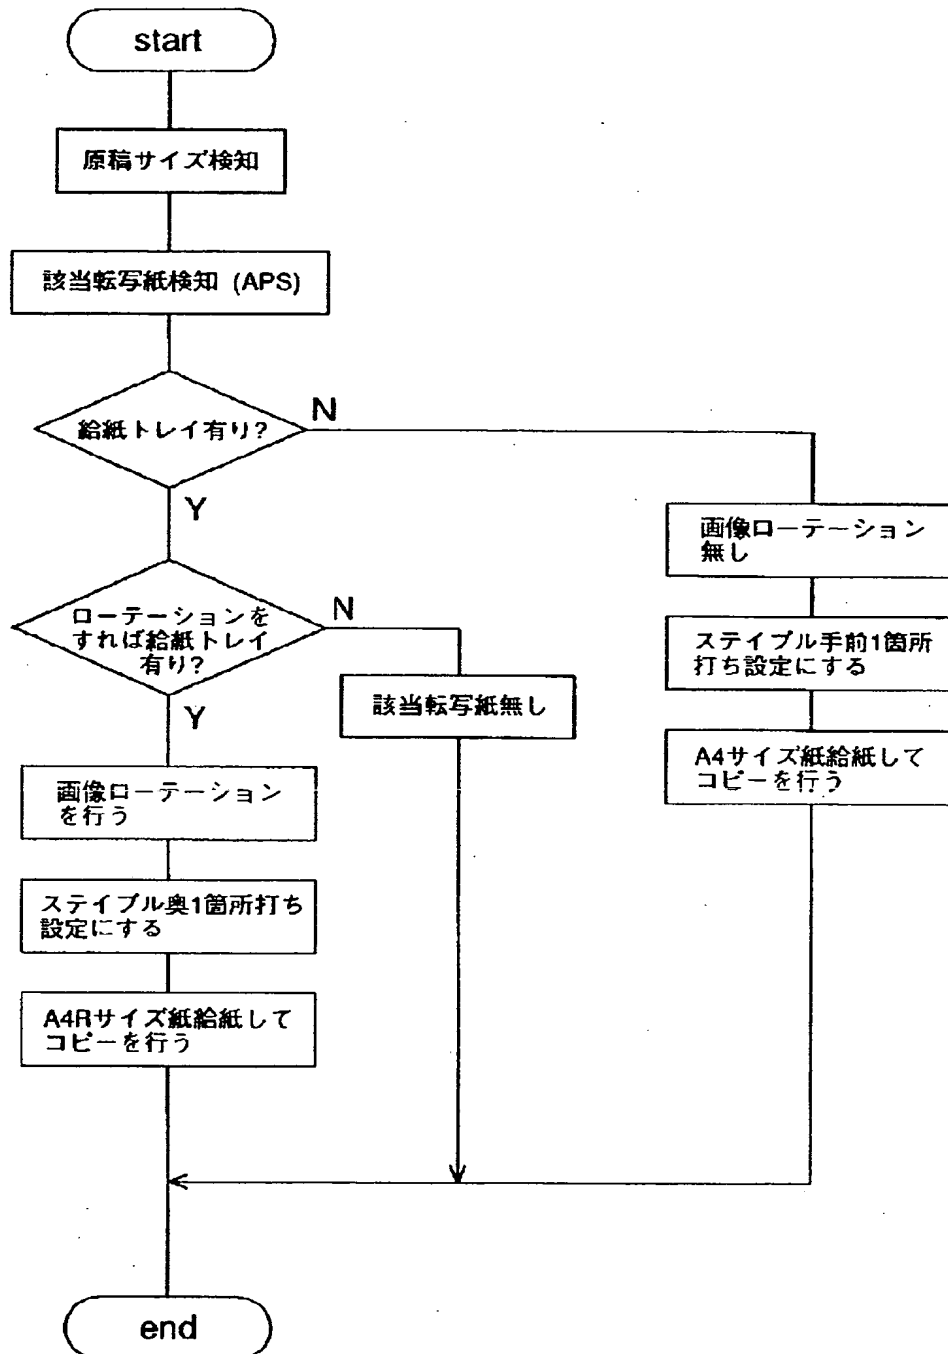 start
原稿サイズ検知
該当転写紙検知 (APS)
給紙トレイ有り?
N
Y
ローテーションを
すれば給紙トレイ
有り?
N
Y
該当転写紙無し
画像ローテーション
を行う
ステイプル奥1箇所打ち
設定にする
A4Rサイズ紙給紙して
コピーを行う
画像ローテーション
無し
ステイプル手前1箇所
打ち設定にする
A4サイズ紙給紙して
コピーを行う
end